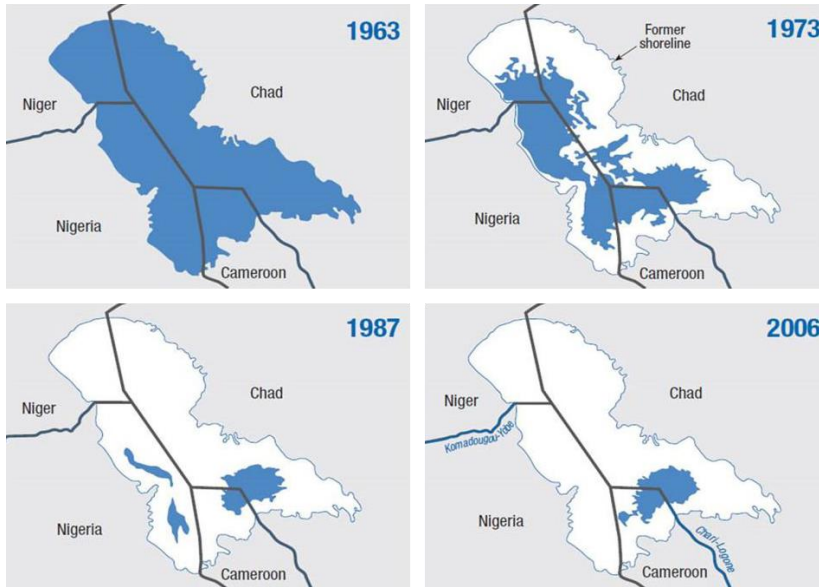 1963
Chad
Niger
Nigeria
Cameroon
1973
Former
shoreline
Chad
Niger
Nigeria
Cameroon
1987
Chad
Niger
Nigeria
Cameroon
2006
Chad
Niger
Komadougou-Yobe
Nigeria
Chari-Logone
Cameroon